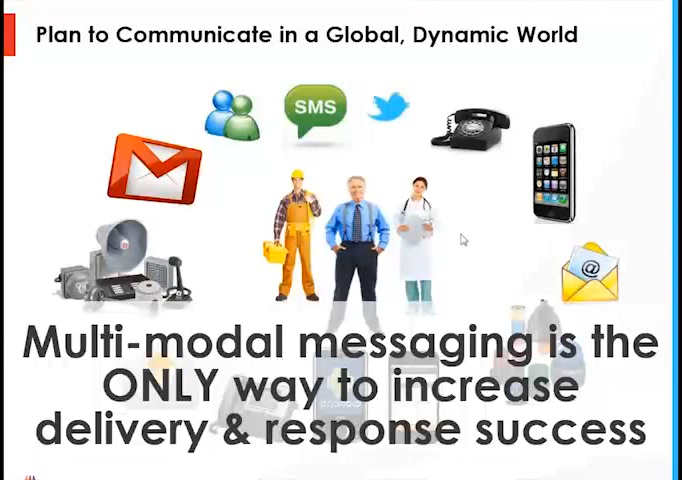 Plan to Communicate in a Global, Dynamic World
SMS
@
Multi-modal messaging is the
ONLY way to increase
delivery & response success